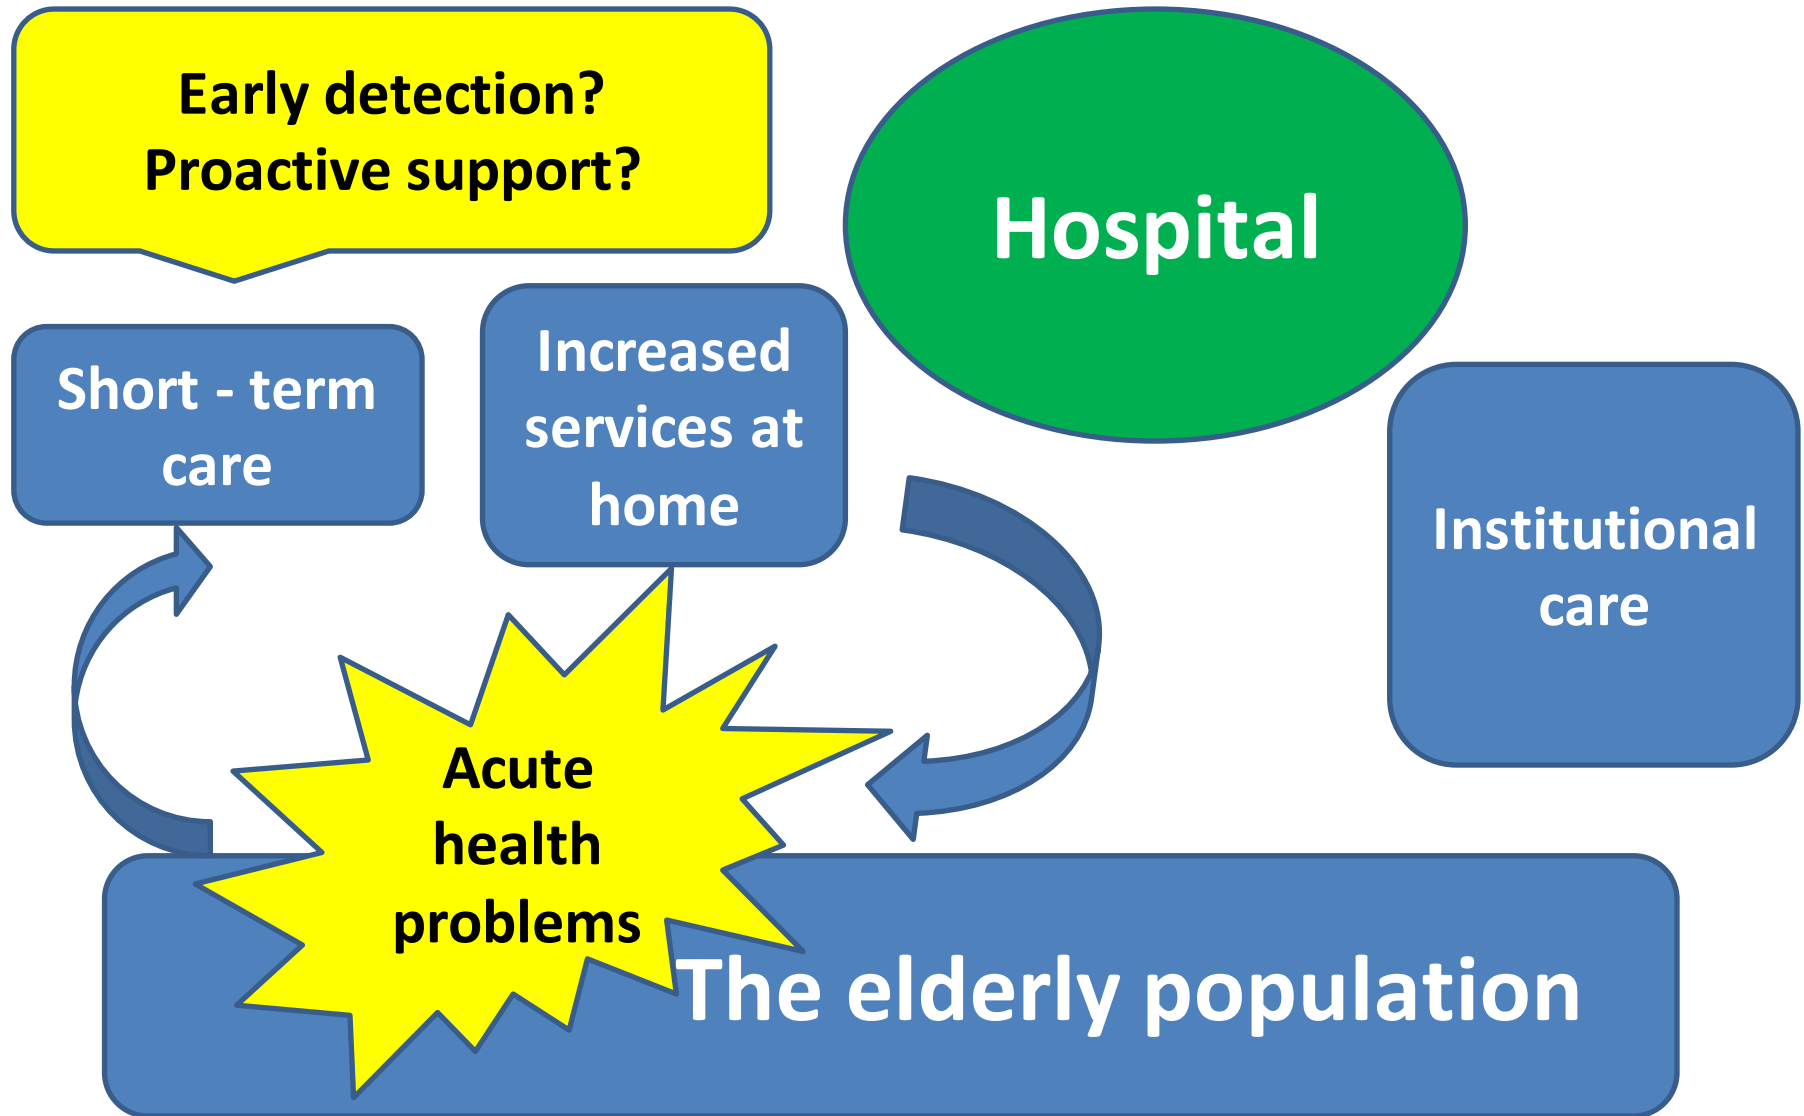 Early detection?
Proactive support?
Hospital
Short - term
care
Increased
services at
home
Institutional
care
Acute
health
problems
The elderly population